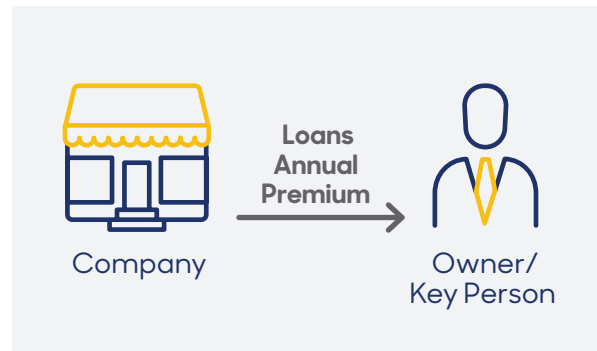 Loans
Annual
Premium
Company
Owner/
Key Person